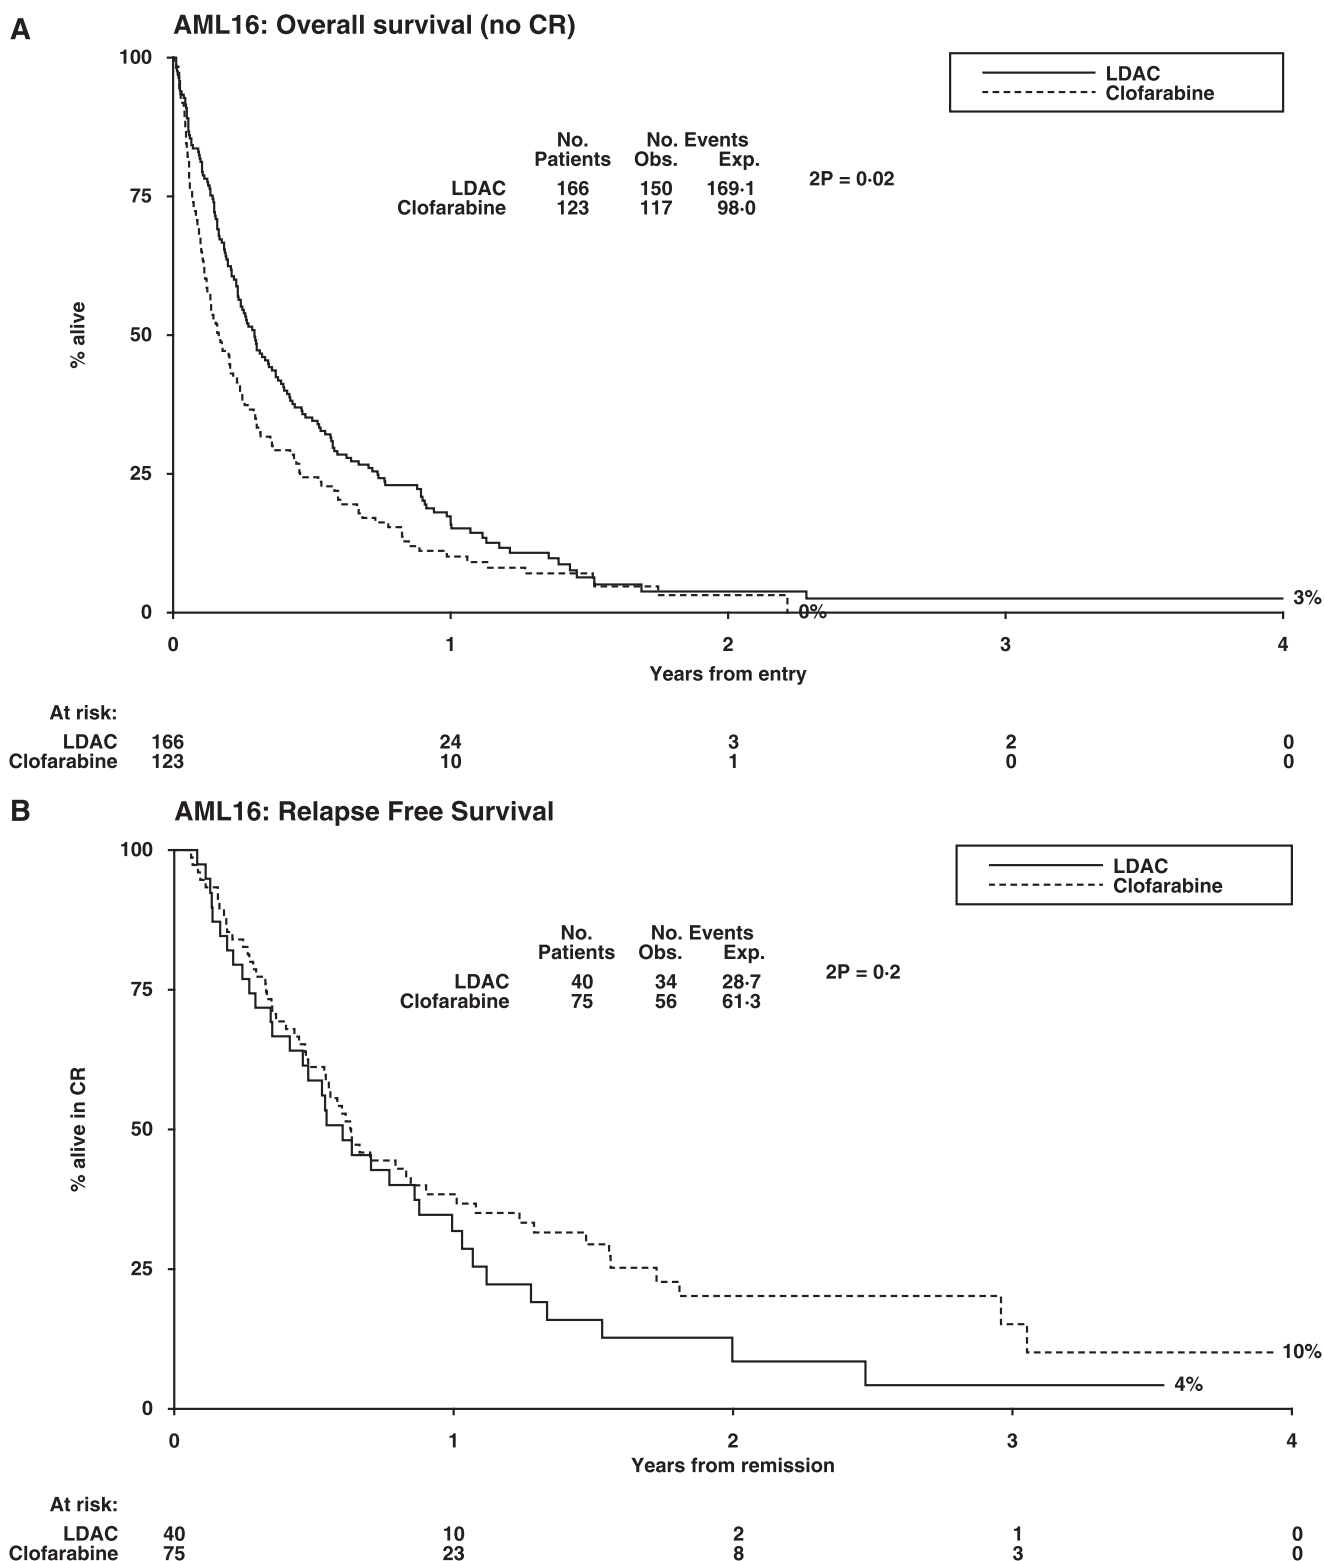 A
AML16: Overall survival (no CR)
100
75
50
25
0
% alive
LDAC
Clofarabine
No. No. Events
Patients Obs. Exp.
LDAC 166 150 169·1
Clofarabine 123 117 98·0
2P = 0·02
0%
3%
0 1 2 3 4
Years from entry
At risk:
LDAC 166 24 3 2 0
Clofarabine 123 10 1 0 0
B
AML16: Relapse Free Survival
100
75
50
25
0
% alive in CR
LDAC
Clofarabine
No. No. Events
Patients Obs. Exp.
LDAC 40 34 28·7
Clofarabine 75 56 61·3
2P = 0·2
10%
4%
0 1 2 3 4
Years from remission
At risk:
LDAC 40 10 2 1 0
Clofarabine 75 23 8 3 0